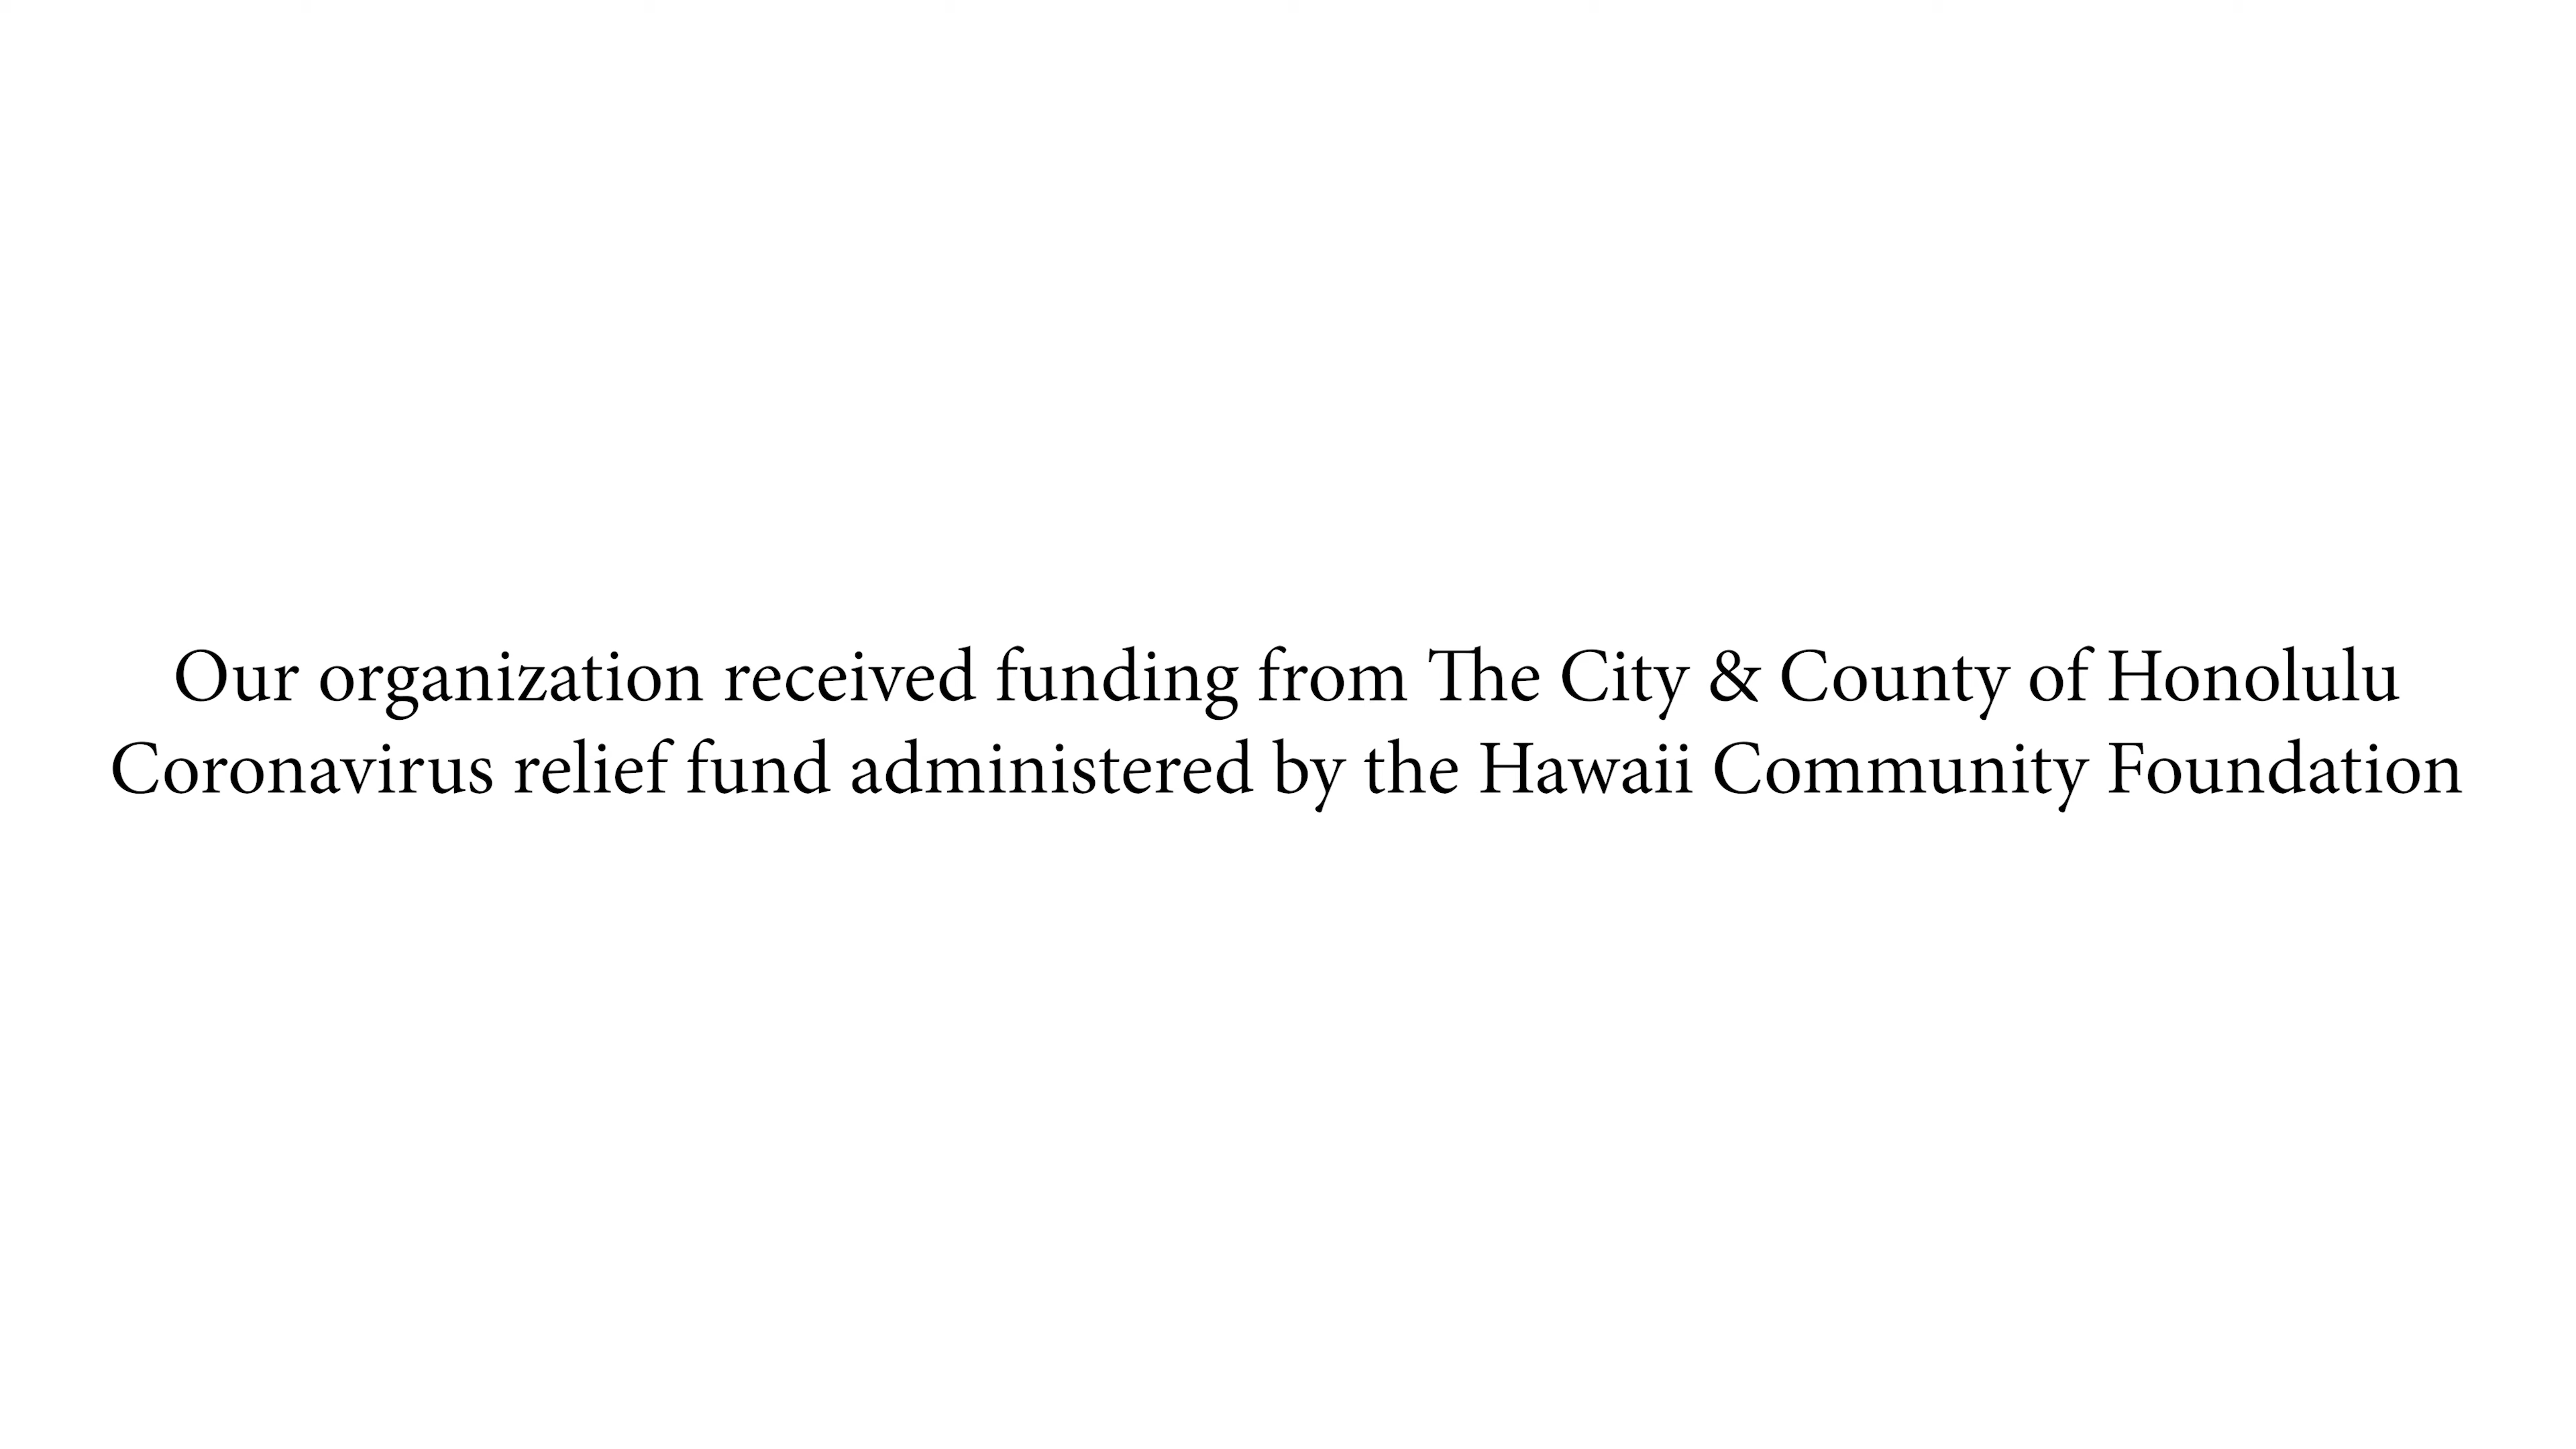 Our organization received funding from The City & County of Honolulu
Coronavirus relief fund administered by the Hawaii Community Foundation